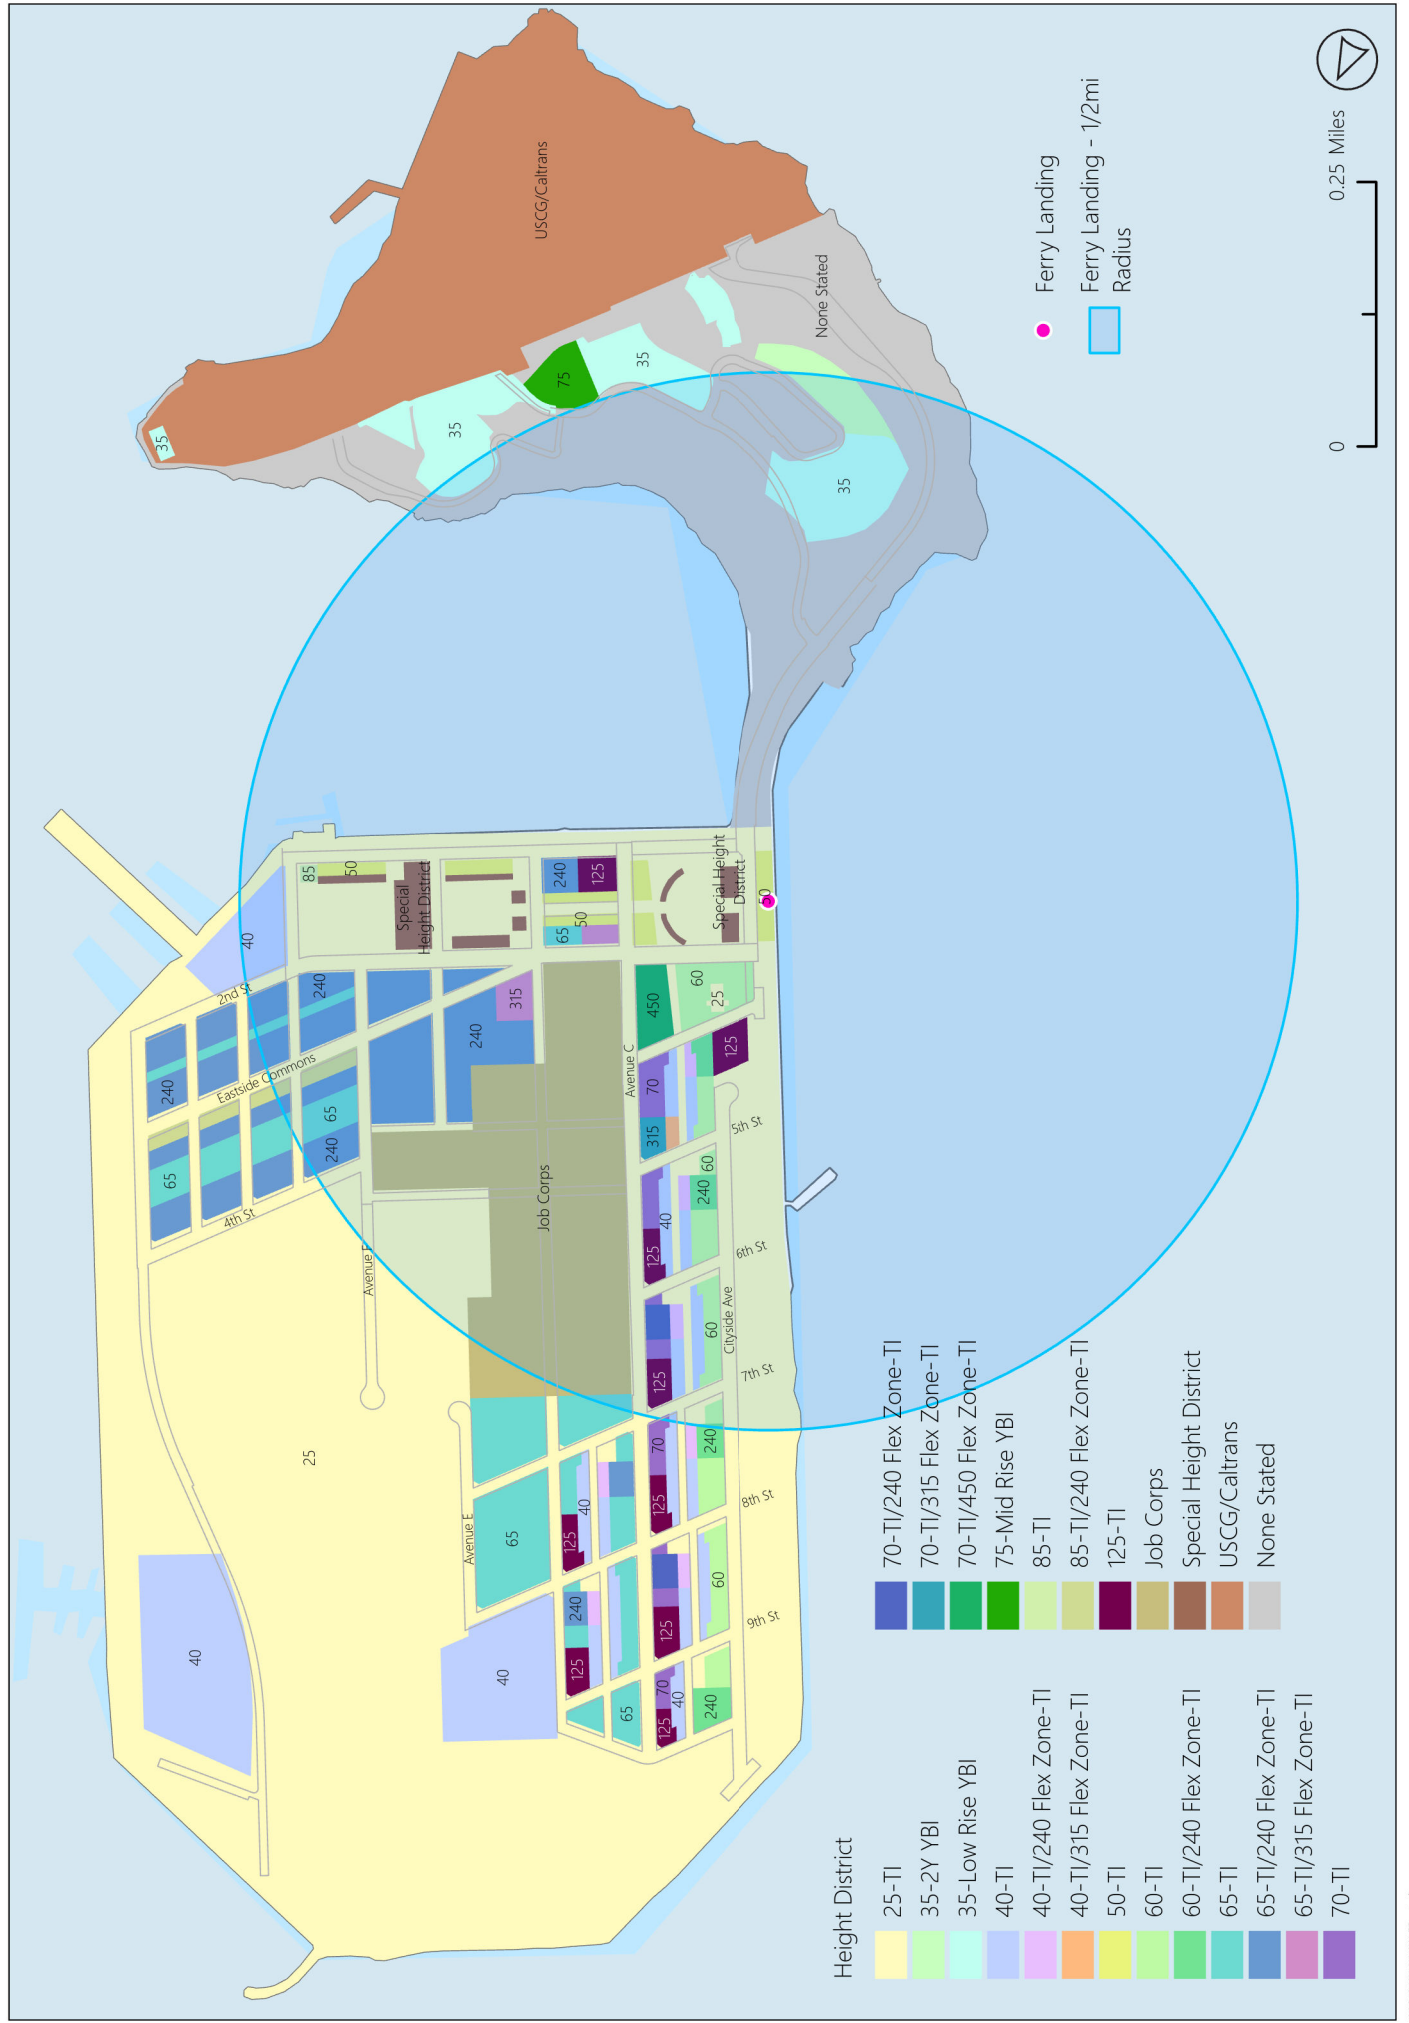 35
65
240
40
4th St
2nd St
40
Eastside Commons
25
85
240
240
65
50
Avenue F
Special
Height District
35
Avenue E
240
40
65
315
Job Corps
USCG/Caltrans
125
240
125
40
65
50
240
125
75
65
Avenue C
35
125
70
125
125
70
125
125
315
70
450
40
40
240
60
240
60
240
60
60
25
Special Height
District
125
Cityside Ave
9th St
8th St
7th St
6th St
5th St
50
None Stated
35
Height District
25-TI
35-2Y YBI
35-Low Rise YBI
40-TI
40-TI/240 Flex Zone-TI
40-TI/315 Flex Zone-TI
50-TI
60-TI
60-TI/240 Flex Zone-TI
65-TI
65-TI/240 Flex Zone-TI
65-TI/315 Flex Zone-TI
70-TI
70-TI/240 Flex Zone-TI
70-TI/315 Flex Zone-TI
70-TI/450 Flex Zone-TI
75-Mid Rise YBI
85-TI
85-TI/240 Flex Zone-TI
125-TI
Job Corps
Special Height District
USCG/Caltrans
None Stated
Ferry Landing
Ferry Landing - 1/2mi
Radius
0
0.25 Miles